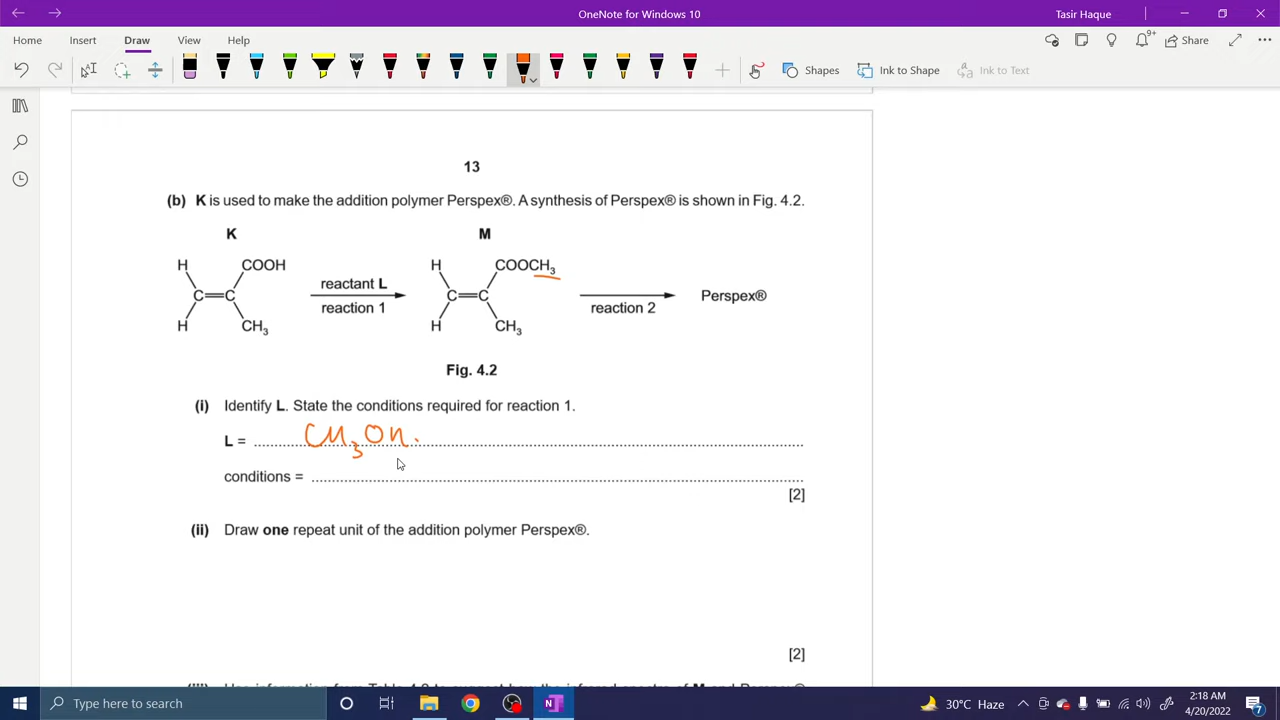 OneNote for Windows 10
Tasir Haque
Home Insert Draw View Help
9+ Share
Shapes Ink to Shape Ink to Text
13
(b) K is used to make the addition polymer Perspex®. A synthesis of Perspex® is shown in Fig. 4.2.
K M
H COOH H COOCH3
reactant L
C=C C=C Perspex®
reaction 1 reaction 2
H CH3 H CH3
Fig. 4.2
(i) Identify L. State the conditions required for reaction 1.
L = CH3OH.
conditions =
[2]
(ii) Draw one repeat unit of the addition polymer Perspex®.
[2]
Type here to search
30°C Haze
2:18 AM
4/20/2022
7